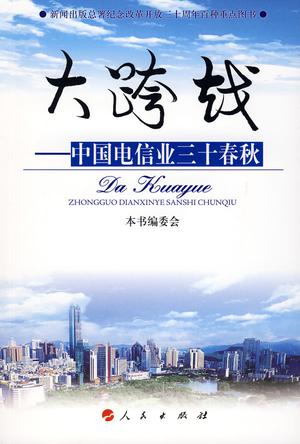 ●新闻出版总署纪念改革开放三十周年百种重点图书●
大跨越
——中国电信业三十春秋
Da Kuayue
ZHONGGUO DIANXINYE SANSHI CHUNQIU
本书编委会
人民出版社